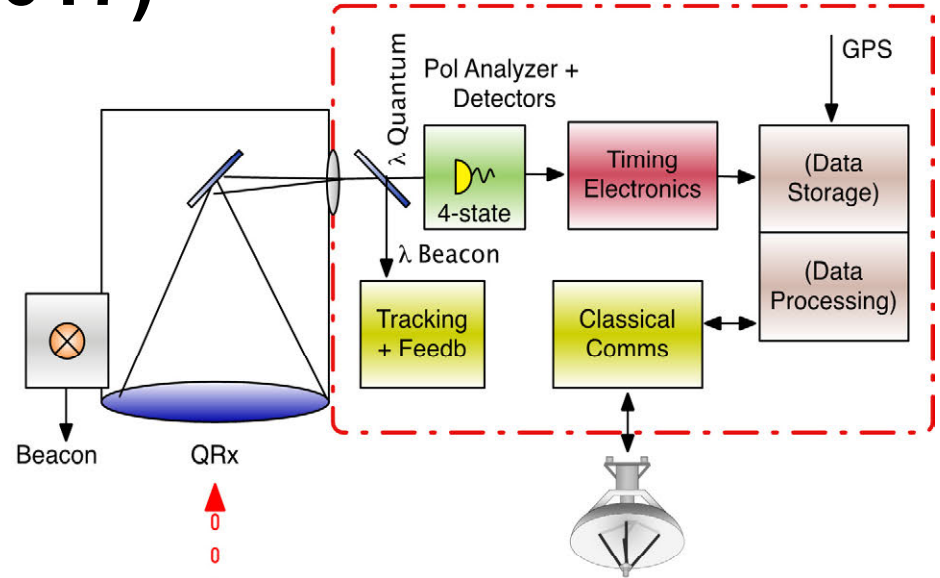 λ Quantum
Pol Analyzer +
Detectors
GPS
4-state
Timing
Electronics
(Data
Storage)
λ Beacon
(Data
Processing)
Tracking
+ Feedb
Classical
Comms
Beacon
QRx
0
0